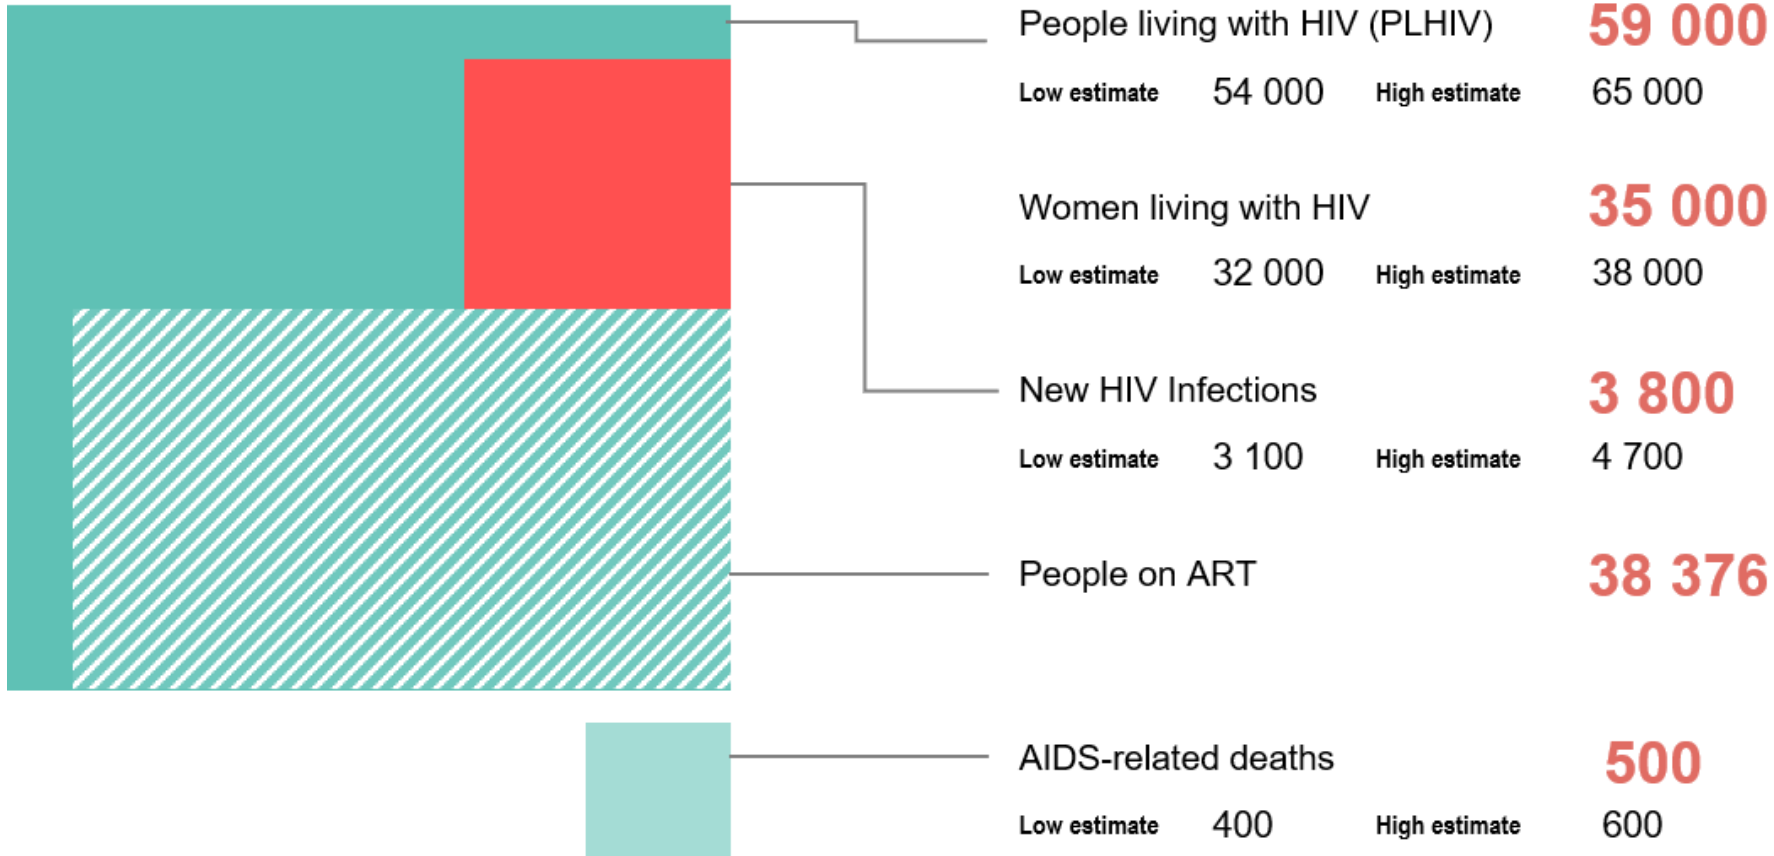 People living with HIV (PLHIV) 59 000
Low estimate 54 000 High estimate 65 000
Women living with HIV 35 000
Low estimate 32 000 High estimate 38 000
New HIV Infections 3 800
Low estimate 3 100 High estimate 4 700
People on ART 38 376
AIDS-related deaths 500
Low estimate 400 High estimate 600